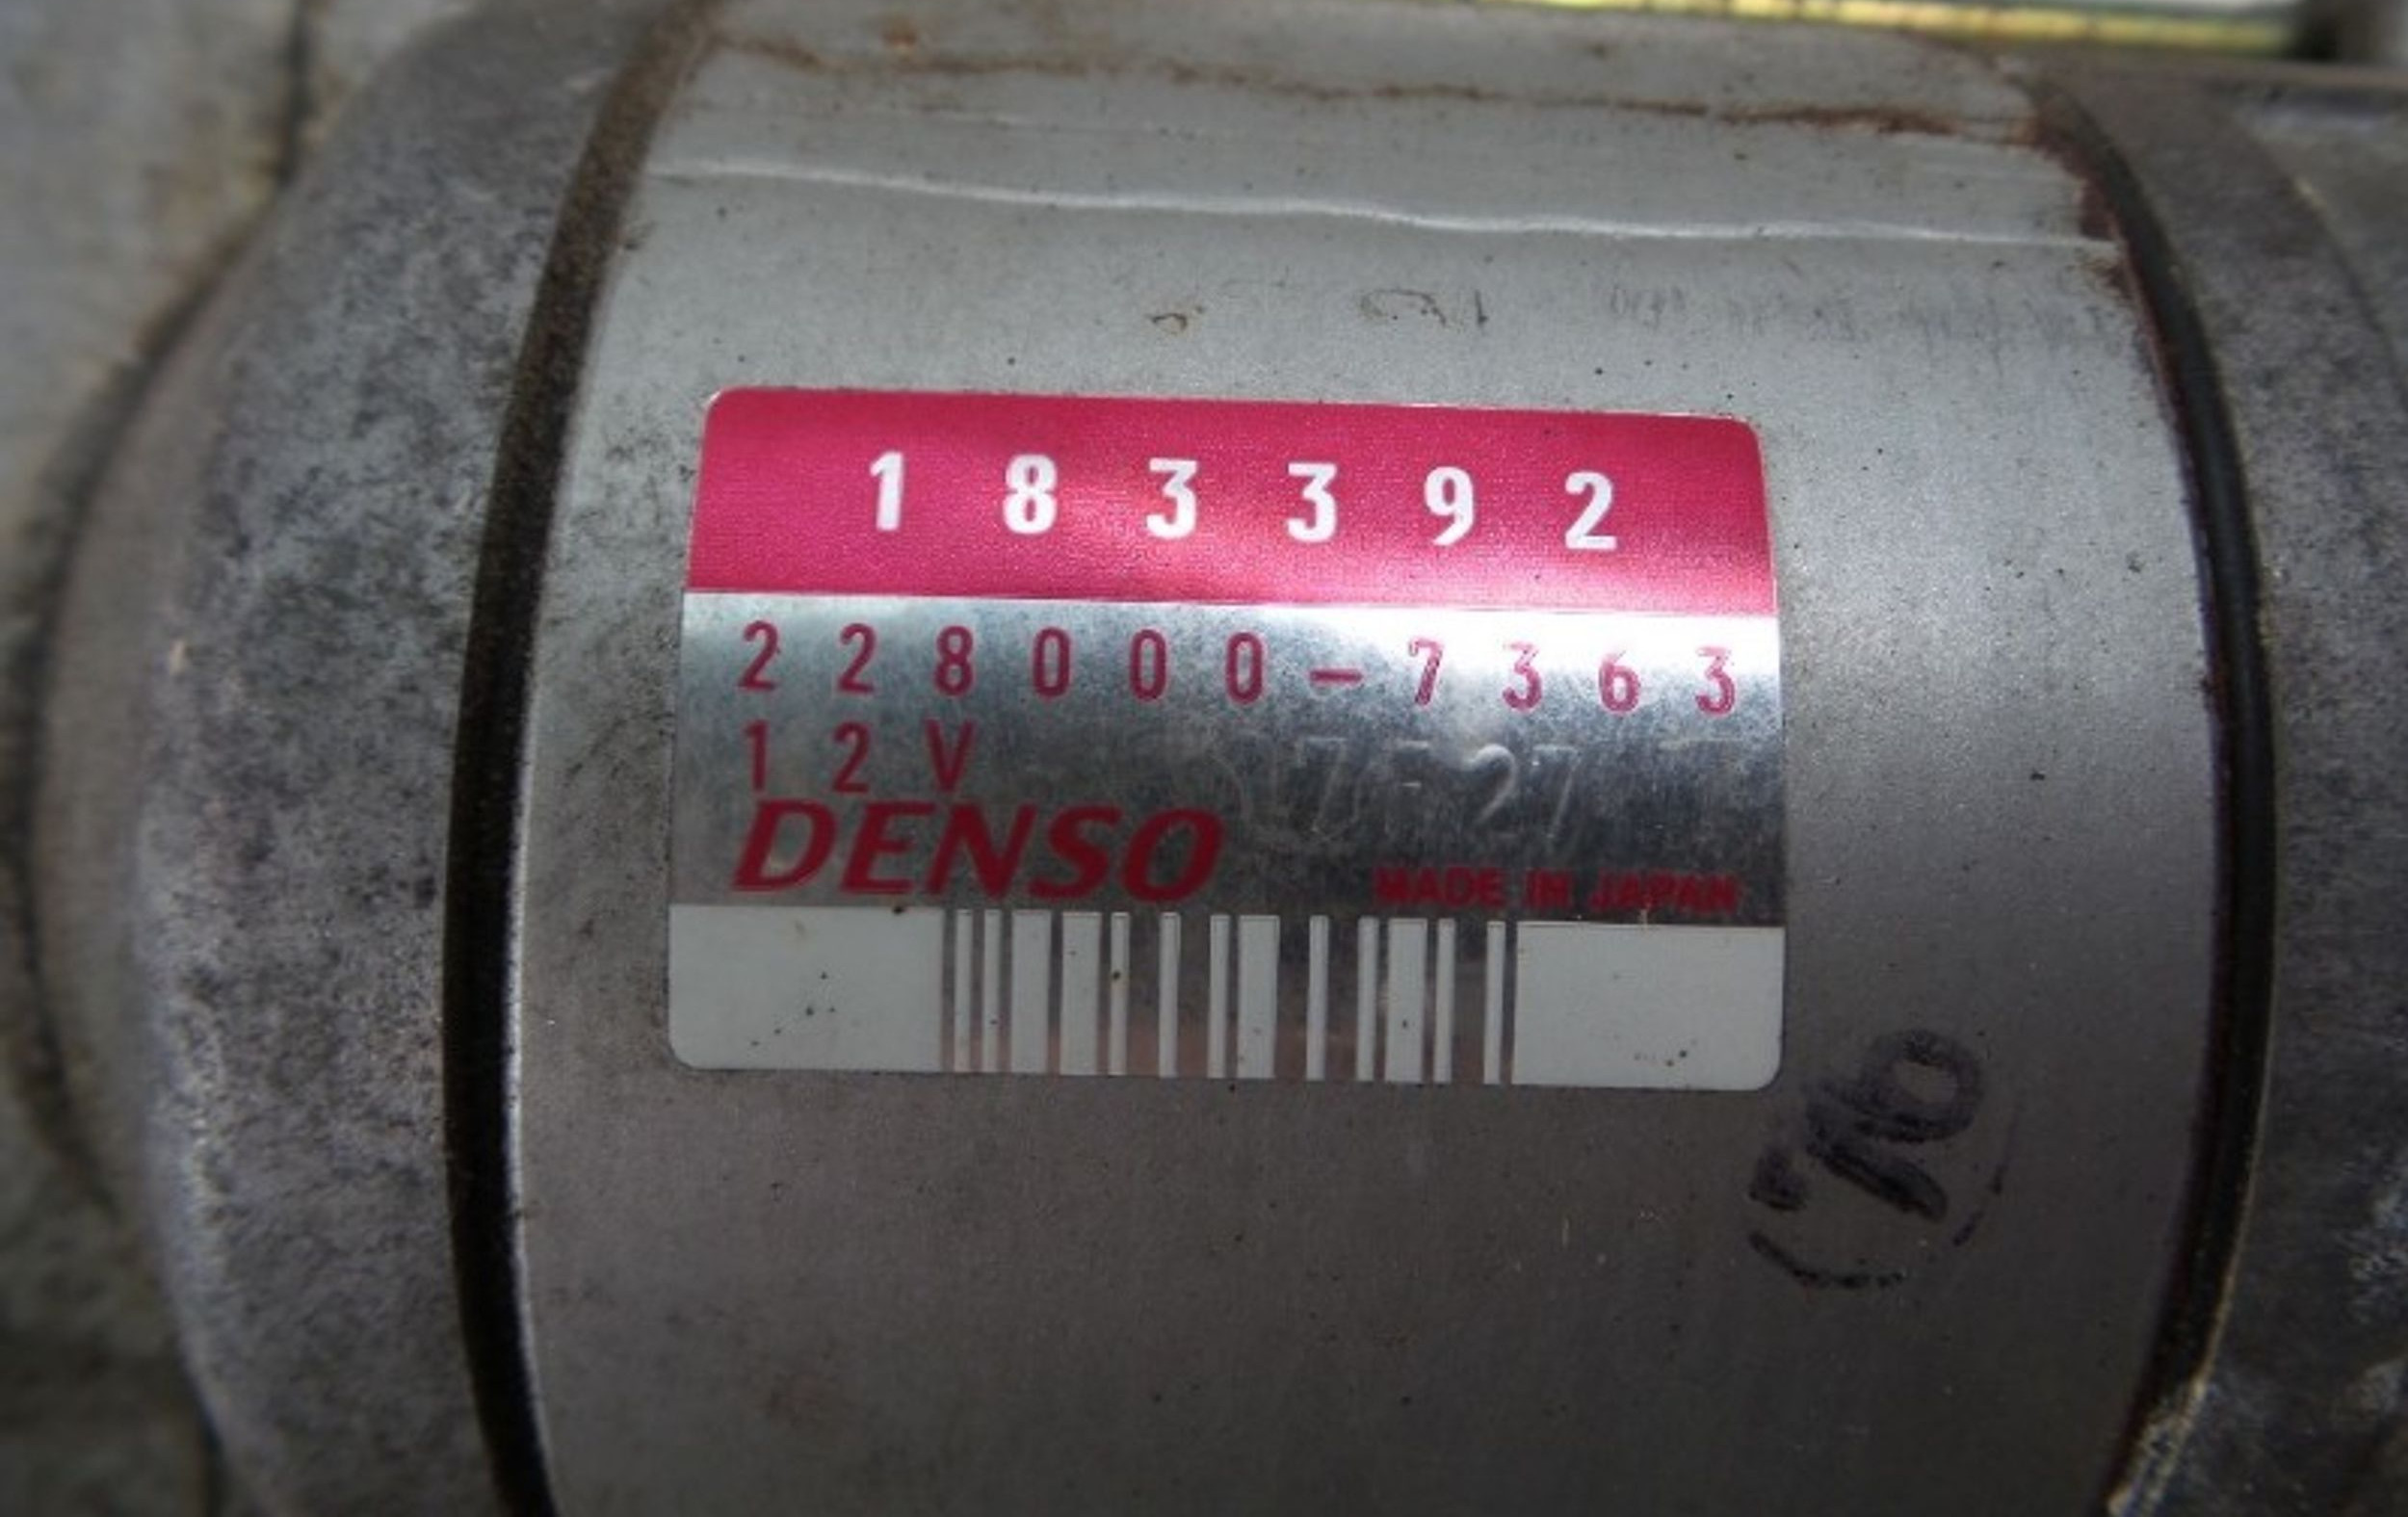 183392
228000-7363
12V
DENSO
MADE IN JAPAN